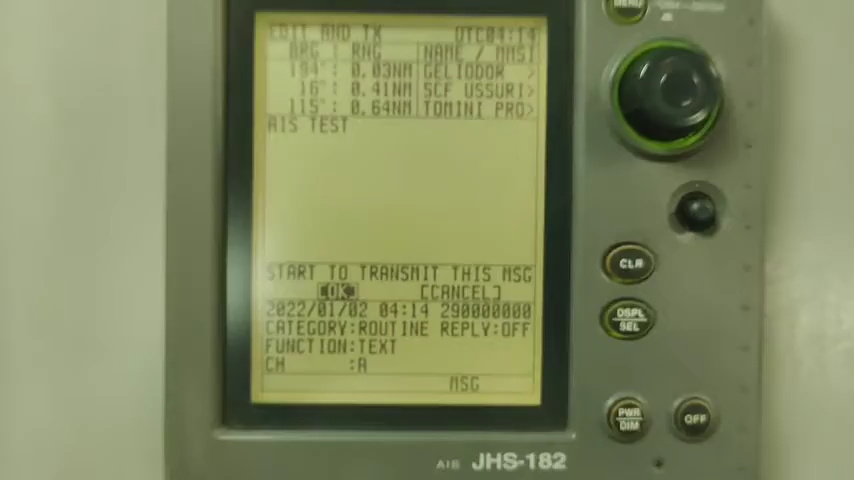 EDIT AND TX UTC04:14
BRG : RNG NAME / MMSI
194°: 0.03NM GELIODOR >
16°: 0.41NM SCF USSURI>
115°: 0.64NM TOMINI PRO>
AIS TEST
START TO TRANSMIT THIS MSG
[OK] [CANCEL]
2022/01/02 04:14 290000000
CATEGORY:ROUTINE REPLY:OFF
FUNCTION:TEXT
CH :A
MSG
MENU
CLR
DSPL
SEL
PWR
DIM
OFF
AIS JHS-182